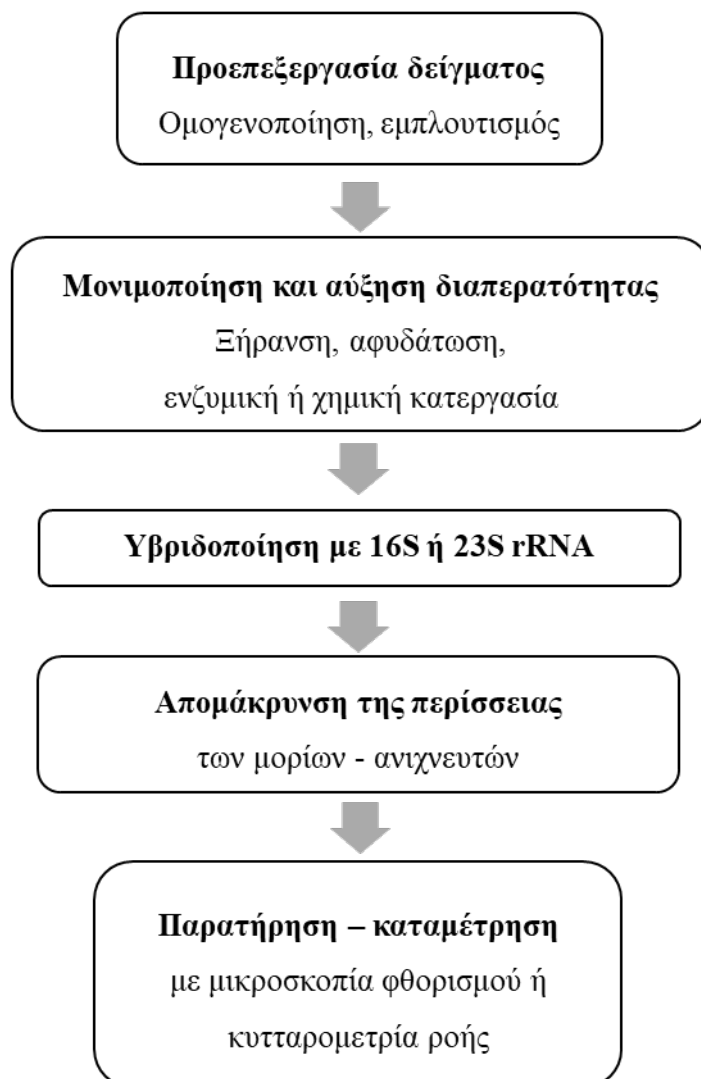 Προεπεξεργασία δείγματος
Ομογενοποίηση, εμπλουτισμός
Μονιμοποίηση και αύξηση διαπερατότητας
Ξήρανση, αφυδάτωση,
ενζυμική ή χημική κατεργασία
Υβριδοποίηση με 16S ή 23S rRNA
Απομάκρυνση της περίσσειας
των μορίων - ανιχνευτών
Παρατήρηση – καταμέτρηση
με μικροσκοπία φθορισμού ή
κυτταρομετρία ροής